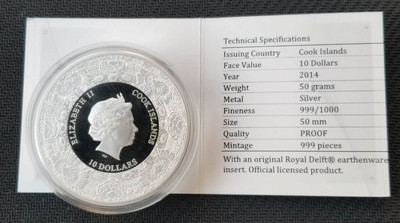 ELIZABETH II
COOK ISLANDS
10 DOLLARS
Technical Specifications
Issuing Country Cook Islands
Face Value 10 Dollars
Year 2014
Weight 50 grams
Metal Silver
Fineness 999/1000
Size 50 mm
Quality PROOF
Mintage 999 pieces
With an original Royal Delft® earthenware
insert. Official licensed product.